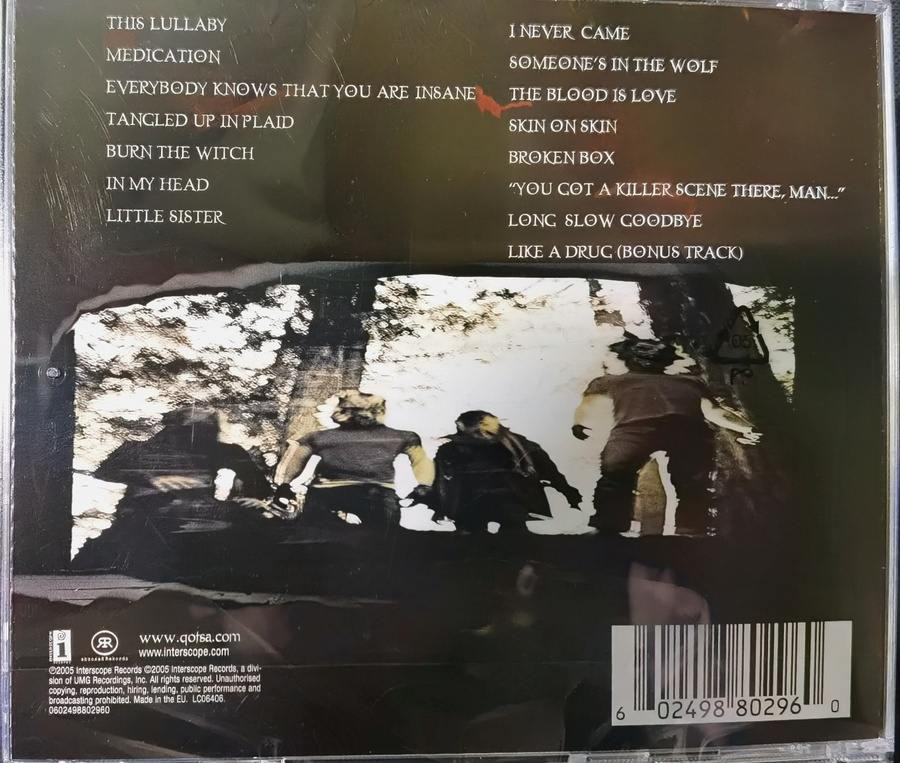 THIS LULLABY
MEDICATION
EVERYBODY KNOWS THAT YOU ARE INSANE
TANGLED UP IN PLAID
BURN THE WITCH
IN MY HEAD
LITTLE SISTER
I NEVER CAME
SOMEONE'S IN THE WOLF
THE BLOOD IS LOVE
SKIN ON SKIN
BROKEN BOX
"YOU GOT A KILLER SCENE THERE, MAN..."
LONG SLOW GOODBYE
LIKE A DRUG (BONUS TRACK)
05
PP
www.qotsa.com
www.interscope.com
℗2005 Interscope Records ©2005 Interscope Records, a divi-
sion of UMG Recordings, Inc. All rights reserved. Unauthorised
copying, reproduction, hiring, lending, public performance and
broadcasting prohibited. Made in the EU. LC06406.
0602498802960
6 02498 80296 0